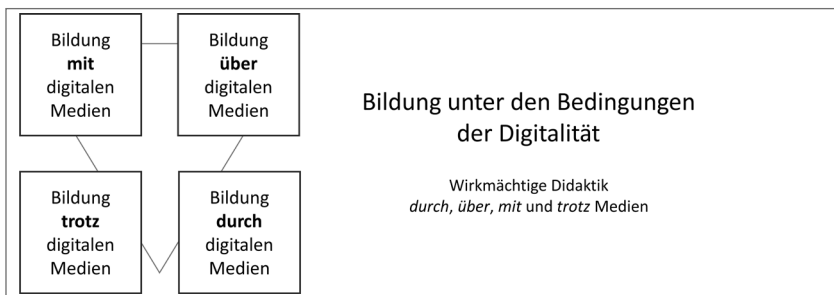 Bildung
mit
digitalen
Medien
Bildung
über
digitalen
Medien
Bildung
trotz
digitalen
Medien
Bildung
durch
digitalen
Medien
Bildung unter den Bedingungen
der Digitalität
Wirkmächtige Didaktik
durch, über, mit und trotz Medien